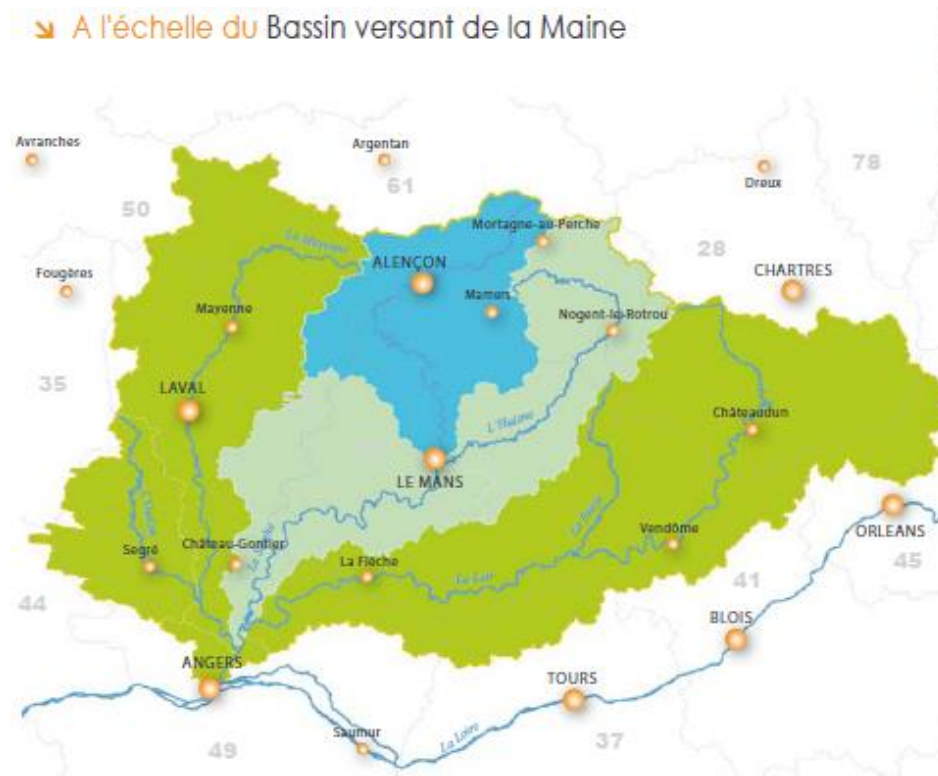 A l'échelle du Bassin versant de la Maine
Avranches
Argentan
Dreux
78
61
50
Mortagne-au-Perche
La Mayenne
28
ALENÇON
CHARTRES
Fougères
Mamers
Mayenne
Nogent-le-Rotrou
35
LAVAL
Châteaudun
L'Huisne
LE MANS
ORLEANS
Vendôme
Segré
Château-Gontier
La Flèche
Le Loir
45
41
44
BLOIS
ANGERS
TOURS
Saumur
La Loire
37
49